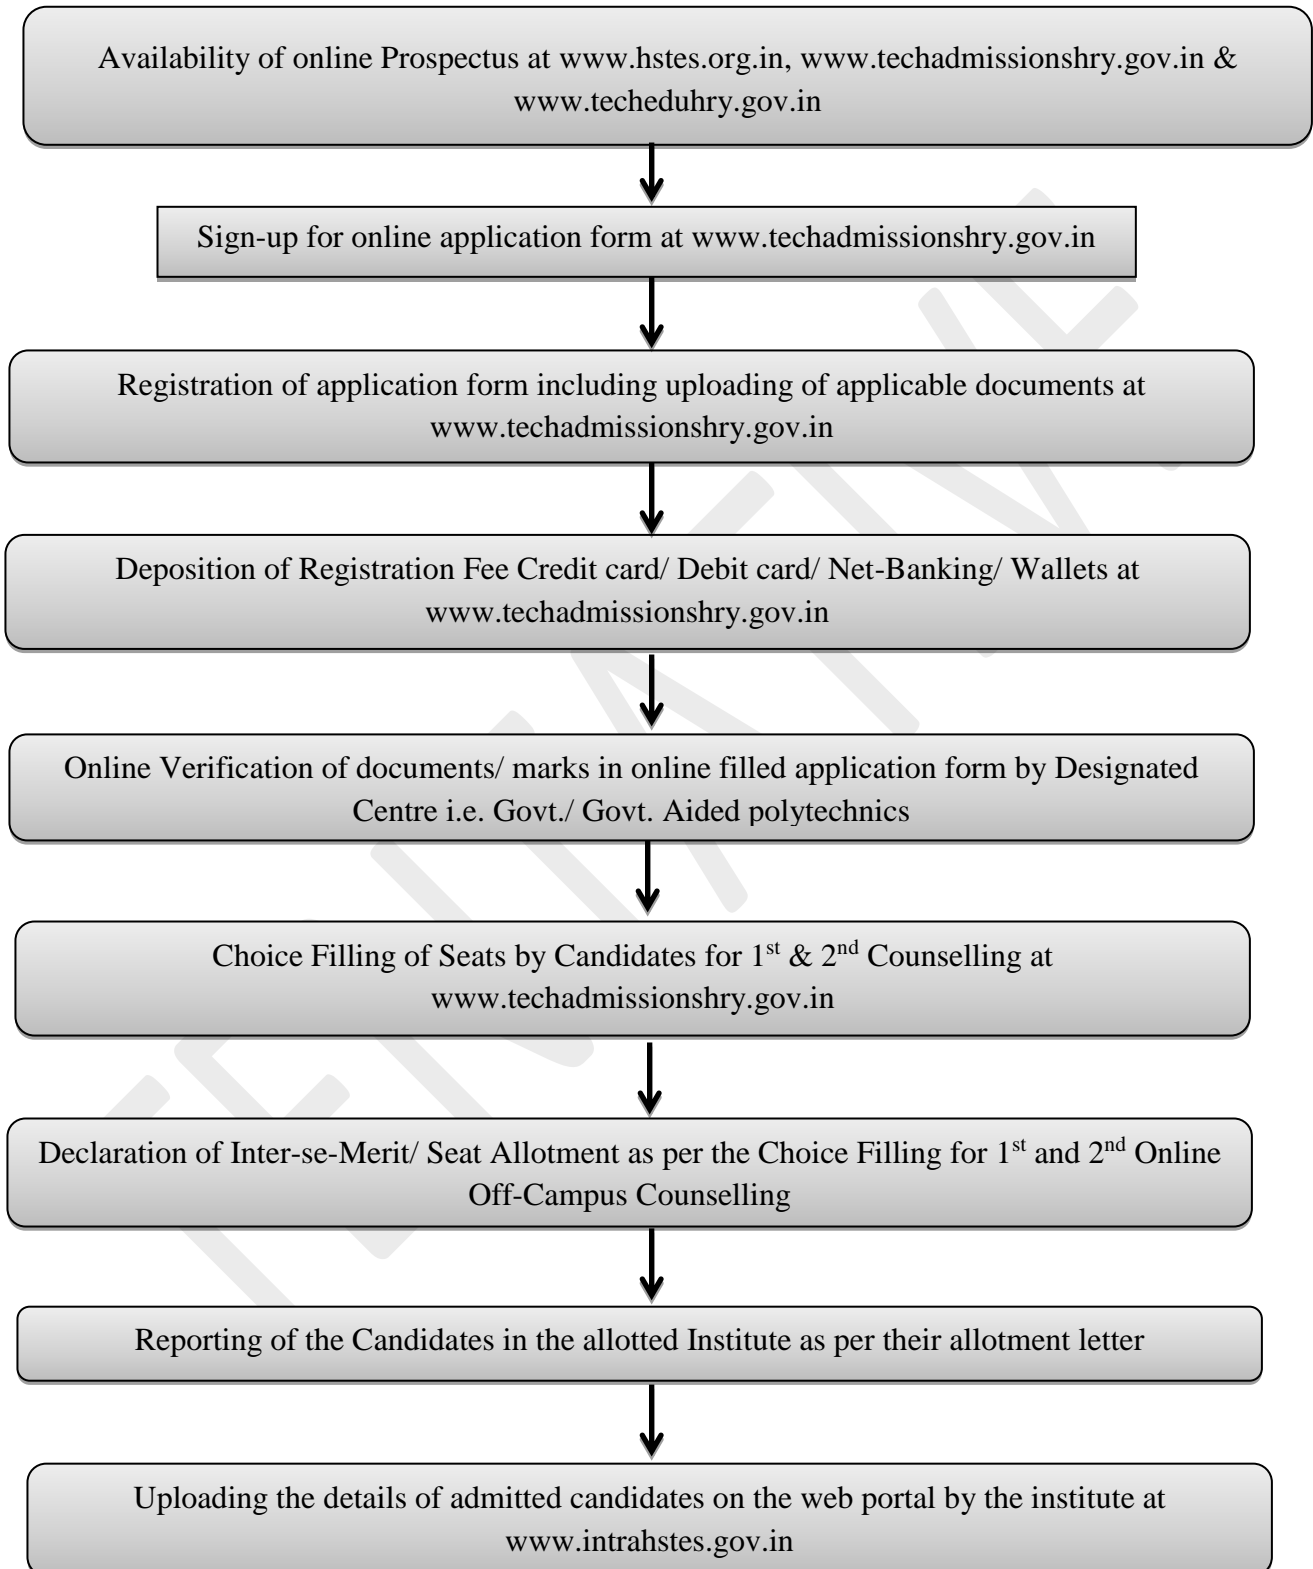 Availability of online Prospectus at www.hstes.org.in, www.techadmissionshry.gov.in &
www.techeduhry.gov.in
Sign-up for online application form at www.techadmissionshry.gov.in
Registration of application form including uploading of applicable documents at
www.techadmissionshry.gov.in
Deposition of Registration Fee Credit card/ Debit card/ Net-Banking/ Wallets at
www.techadmissionshry.gov.in
Online Verification of documents/ marks in online filled application form by Designated
Centre i.e. Govt./ Govt. Aided polytechnics
Choice Filling of Seats by Candidates for 1st & 2nd Counselling at
www.techadmissionshry.gov.in
Declaration of Inter-se-Merit/ Seat Allotment as per the Choice Filling for 1st and 2nd Online
Off-Campus Counselling
Reporting of the Candidates in the allotted Institute as per their allotment letter
Uploading the details of admitted candidates on the web portal by the institute at
www.intrahstes.gov.in
TENTATIVE